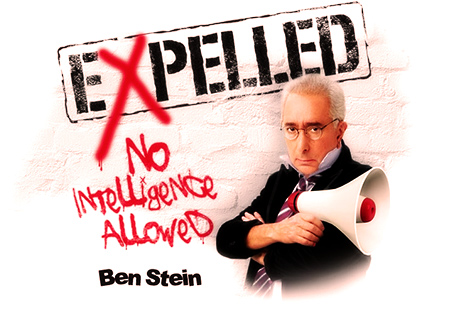 EXPELLED
No
INTELLIGENCE
ALLOWED
Ben Stein